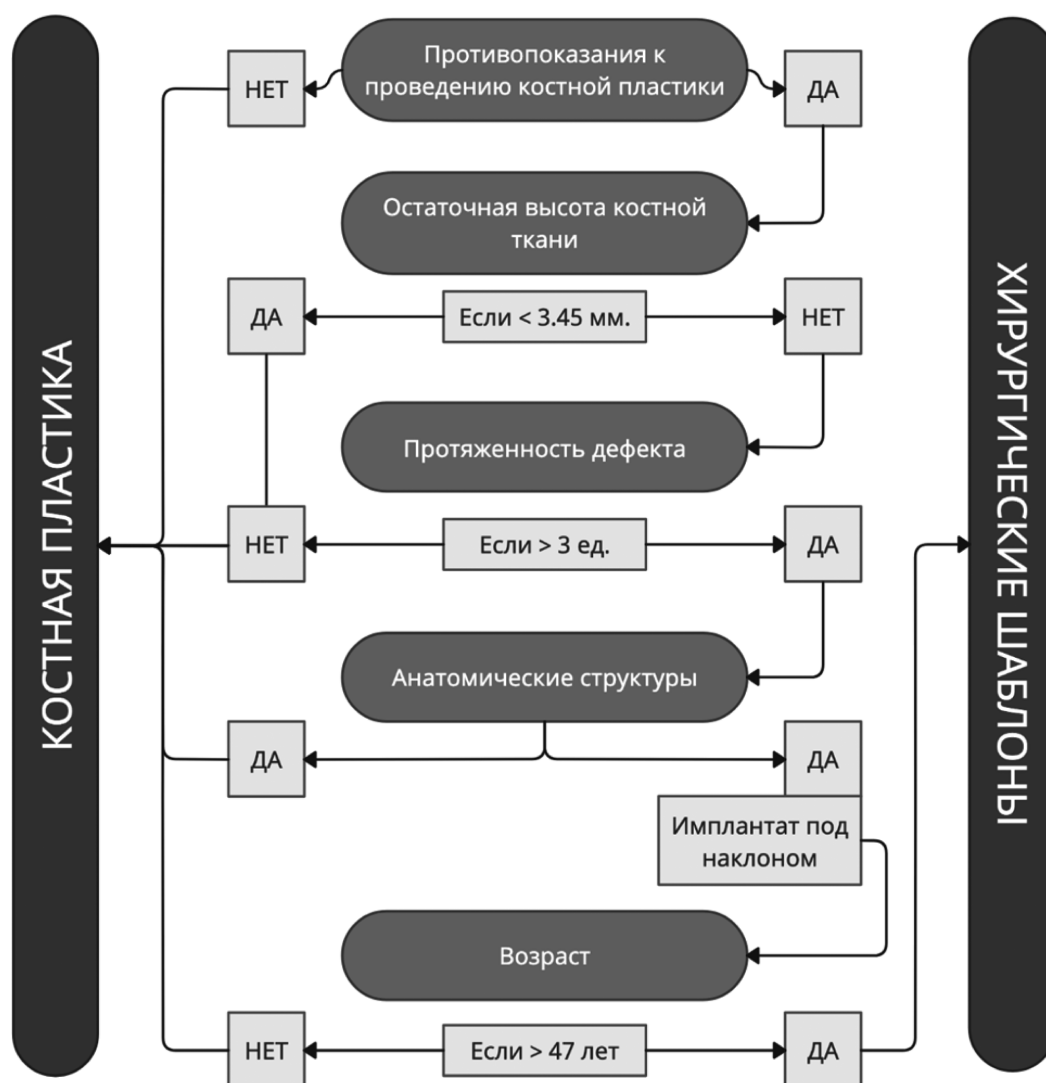 КОСТНАЯ ПЛАСТИКА
ХИРУРГИЧЕСКИЕ ШАБЛОНЫ
Противопоказания к
проведению костной пластики
НЕТ
ДА
Остаточная высота костной
ткани
ДА
Если < 3.45 мм.
НЕТ
Протяженность дефекта
НЕТ
Если > 3 ед.
ДА
Анатомические структуры
ДА
ДА
Имплантат под
наклоном
Возраст
НЕТ
Если > 47 лет
ДА